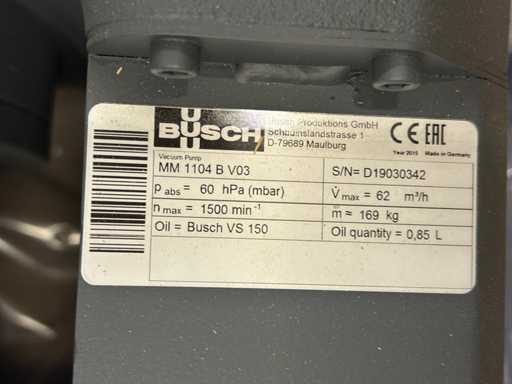 BUSCH
Busch Produktions GmbH
Schauinslandstrasse 1
D-79689 Maulburg
CE EAC
Year 2015 Made in Germany
Vacuum Pump
MM 1104 B V03
S/N= D19030342
p abs = 60 hPa (mbar)
V̇ max = 62 m³/h
n max = 1500 min⁻¹
m = 169 kg
Oil = Busch VS 150
Oil quantity = 0,85 L